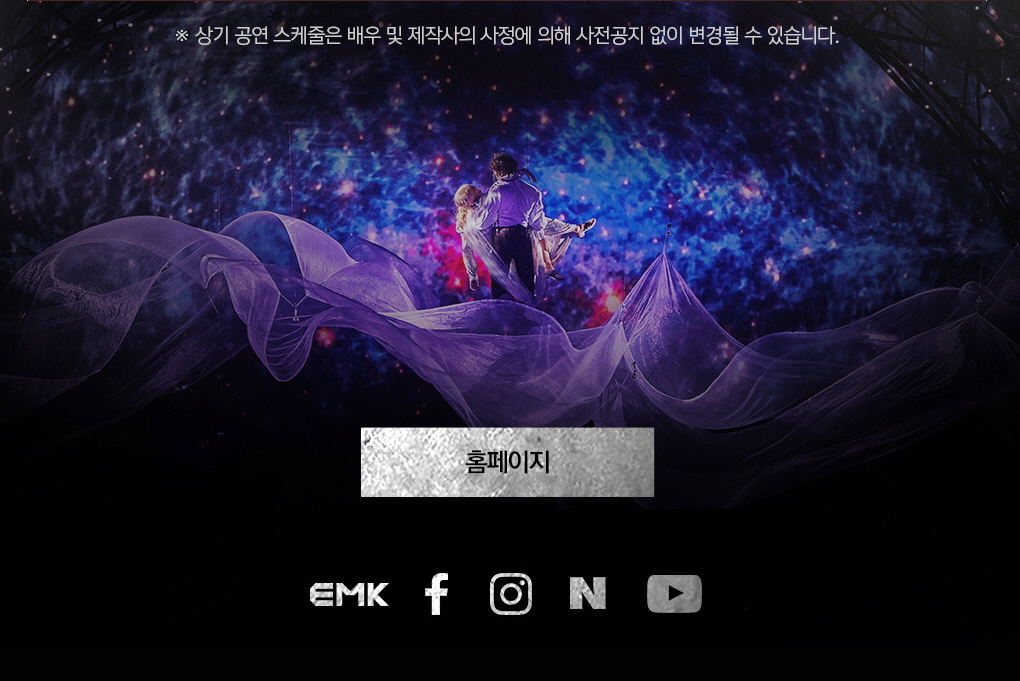 ※ 상기 공연 스케줄은 배우 및 제작사의 사정에 의해 사전공지 없이 변경될 수 있습니다.
홈페이지
EMK f N